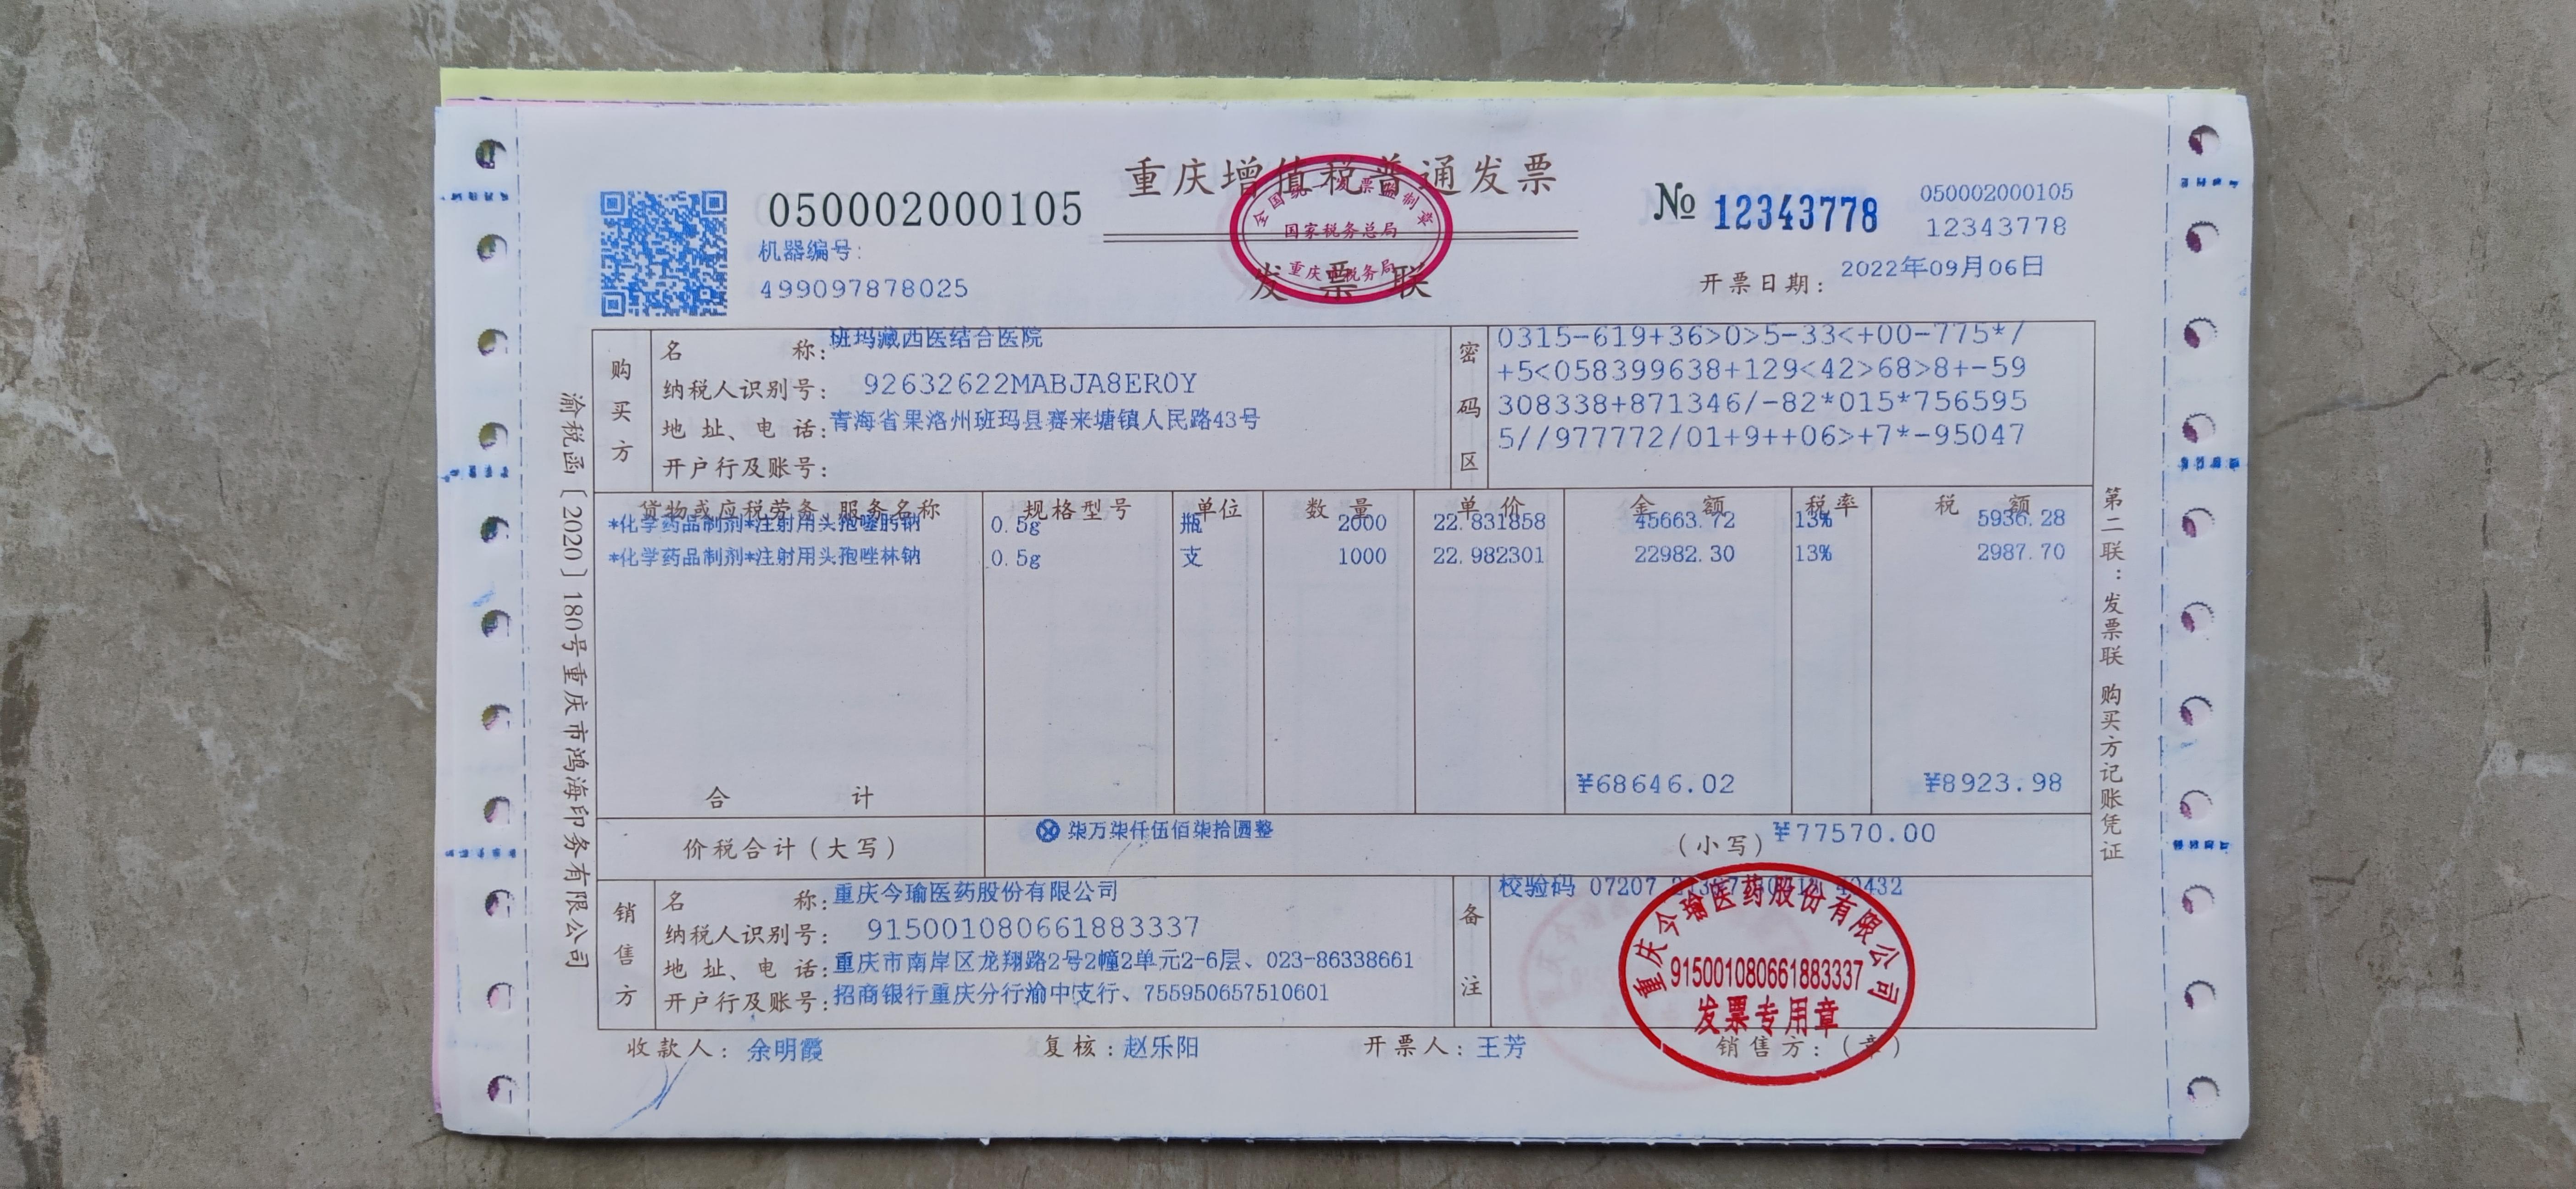 重庆增值税普通发票
050002000105
№ 12343778
050002000105
12343778
机器编号:
499097878025
全国统一发票监制章
国家税务总局
重庆市税务局
发票联
开票日期: 2022年09月06日
购买方
名称: 班玛藏西医结合医院
纳税人识别号: 92632622MABJA8ER0Y
地址、电话: 青海省果洛州班玛县赛来塘镇人民路43号
开户行及账号:
密码区
0315-619+36>0>5-33<+00-775*/
+5<058399638+129<42>68>8+-59
308338+871346/-82*015*756595
5//977772/01+9++06>+7*-95047
货物或应税劳务、服务名称 规格型号 单位 数量 单价 金额 税率 税额
*化学药品制剂*注射用头孢噻肟钠 0.5g 瓶 2000 22.831858 45663.72 13% 5936.28
*化学药品制剂*注射用头孢唑林钠 0.5g 支 1000 22.982301 22982.30 13% 2987.70
合计 ¥68646.02 ¥8923.98
价税合计(大写) ⊗柒万柒仟伍佰柒拾圆整 (小写) ¥77570.00
销售方
名称: 重庆今瑜医药股份有限公司
纳税人识别号: 915001080661883337
地址、电话: 重庆市南岸区龙翔路2号2幢2单元2-6层、023-86338661
开户行及账号: 招商银行重庆分行渝中支行、755950657510601
备注
校验码 07207
重庆今瑜医药股份有限公司
915001080661883337
发票专用章
收款人: 余明霞 复核: 赵乐阳 开票人: 王芳 销售方:(章)
渝税函〔2020〕180号重庆市鸿海印务有限公司
第二联:发票联 购买方记账凭证